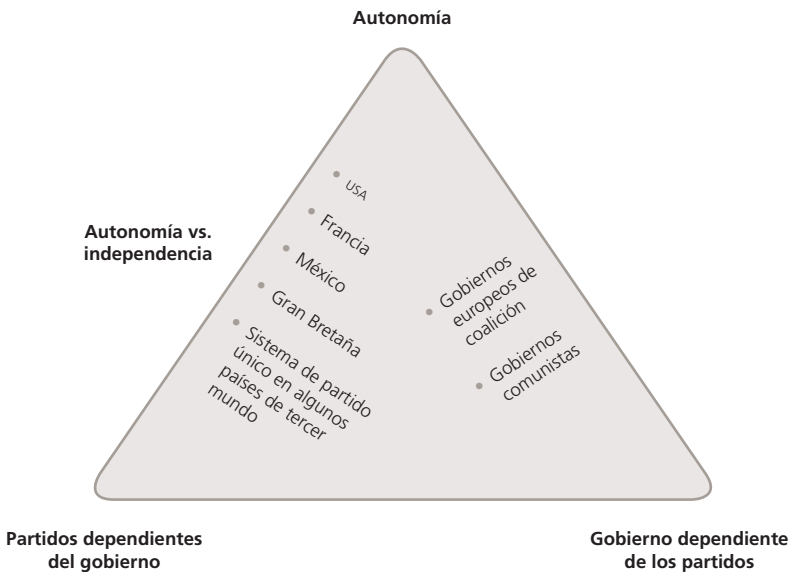 Autonomía
Autonomía vs.
independencia
USA
Francia
México
Gran Bretaña
Sistema de partido
único en algunos
países de tercer
mundo
Gobiernos
europeos de
coalición
Gobiernos
comunistas
Partidos dependientes
del gobierno
Gobierno dependiente
de los partidos